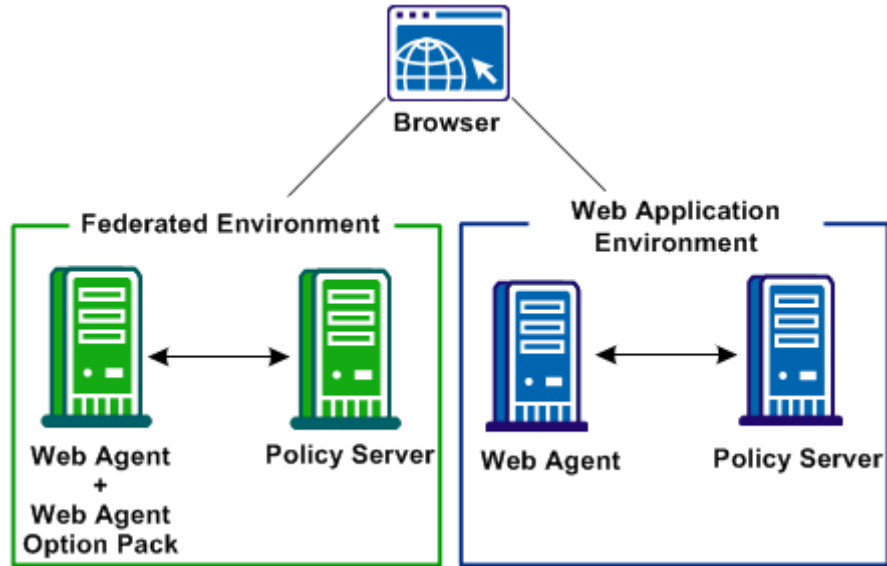 Browser
Federated Environment
Web Application
Environment
Web Agent
+
Web Agent
Option Pack
Policy Server
Web Agent
Policy Server